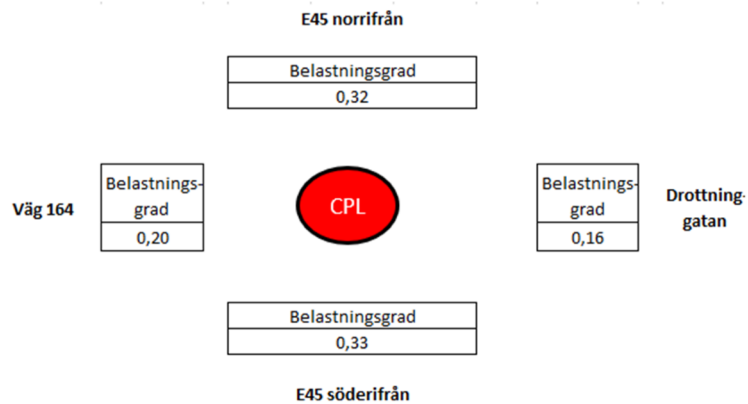 E45 norrifrån
Belastningsgrad
0,32
Väg 164
Belastnings-
grad
0,20
CPL
Belastnings-
grad
0,16
Drottning-
gatan
Belastningsgrad
0,33
E45 söderifrån